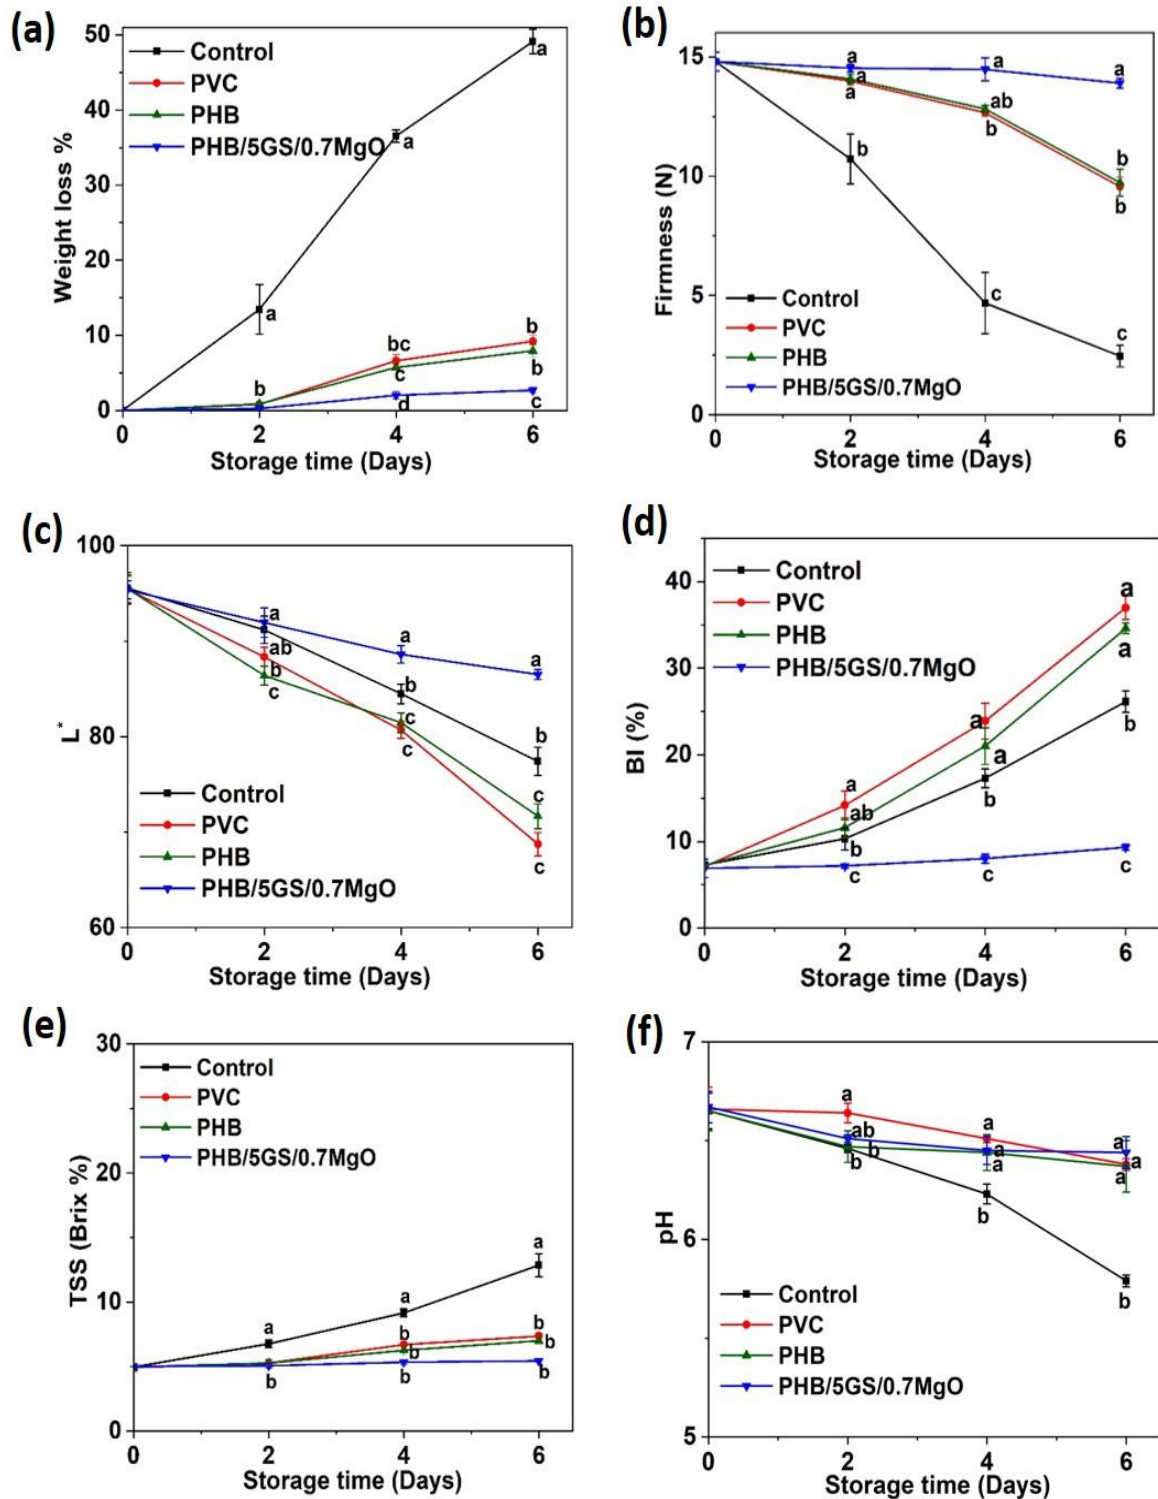 (a)
50
40
30
20
10
0
Weight loss %
Control
PVC
PHB
PHB/5GS/0.7MgO
a
a
a
b
bc
c
d
b
b
c
0 2 4 6
Storage time (Days)
(b)
15
10
5
0
Firmness (N)
a
a
a
b
a
ab
b
c
a
b
b
c
Control
PVC
PHB
PHB/5GS/0.7MgO
0 2 4 6
Storage time (Days)
(c)
100
80
60
L*
a
ab
b
c
a
b
c
c
a
b
c
c
Control
PVC
PHB
PHB/5GS/0.7MgO
0 2 4 6
Storage time (Days)
(d)
40
30
20
10
0
BI (%)
Control
PVC
PHB
PHB/5GS/0.7MgO
a
ab
b
c
a
a
b
c
a
a
b
c
0 2 4 6
Storage time (Days)
(e)
30
20
10
0
TSS (Brix %)
Control
PVC
PHB
PHB/5GS/0.7MgO
a
b
a
b
b
b
a
b
b
b
0 2 4 6
Storage time (Days)
(f)
7
6
5
pH
a
ab
b
b
a
a
a
b
a
a
a
b
Control
PVC
PHB
PHB/5GS/0.7MgO
0 2 4 6
Storage time (Days)